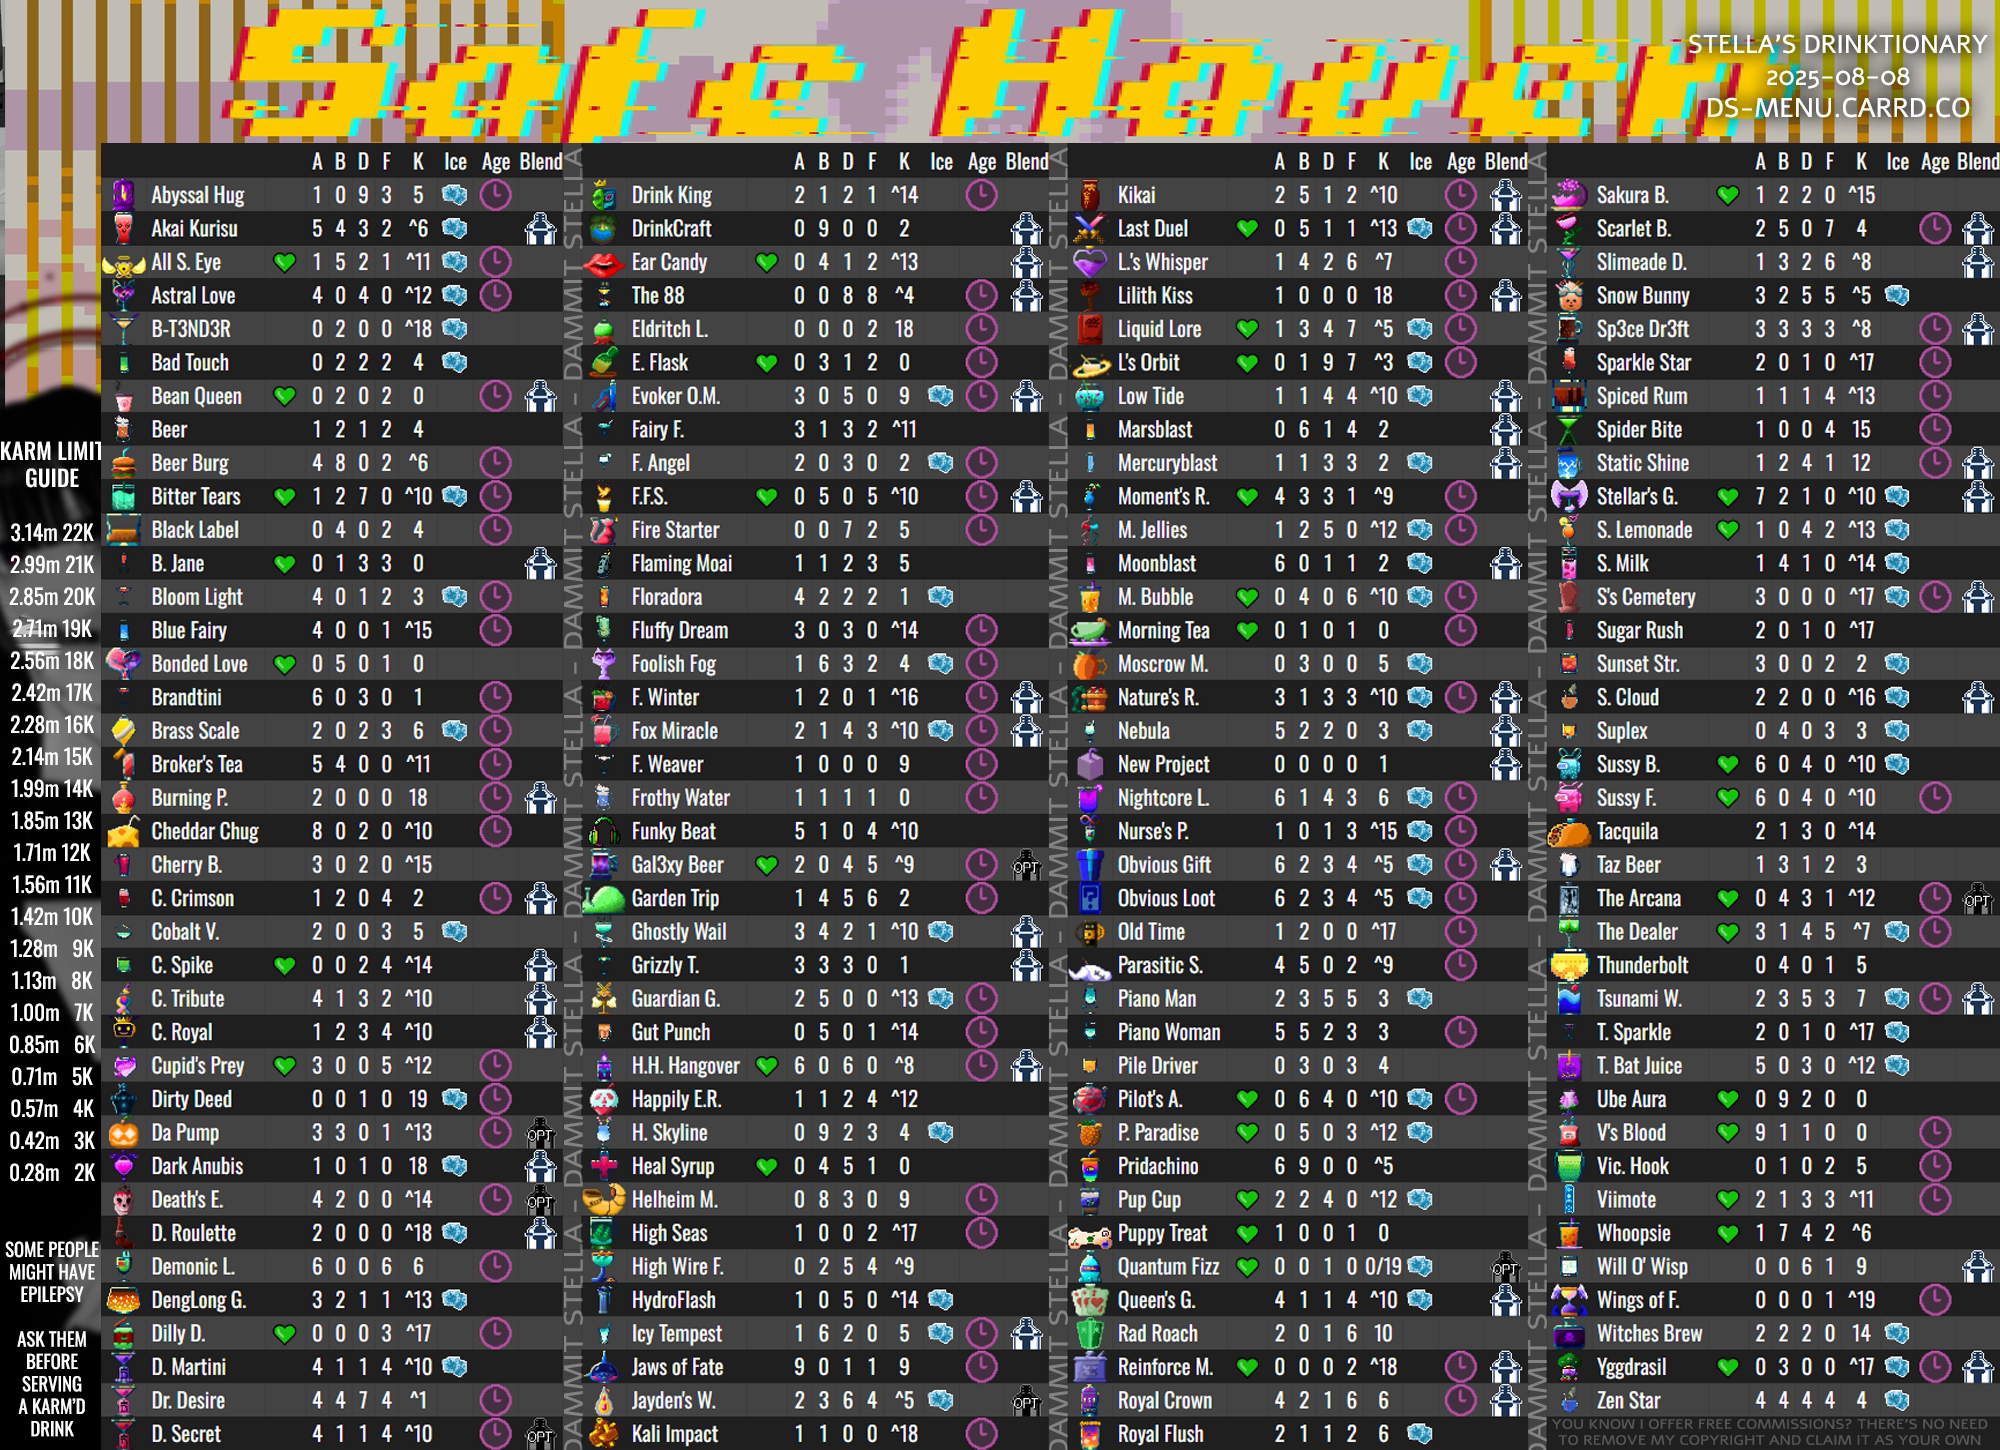 Safe Haven
STELLA'S DRINKTIONARY
2025-08-08
DS-MENU.CARRD.CO
KARM LIMIT
GUIDE
3.14m 22K
2.99m 21K
2.85m 20K
2.71m 19K
2.56m 18K
2.42m 17K
2.28m 16K
2.14m 15K
1.99m 14K
1.85m 13K
1.71m 12K
1.56m 11K
1.42m 10K
1.28m 9K
1.13m 8K
1.00m 7K
0.85m 6K
0.71m 5K
0.57m 4K
0.42m 3K
0.28m 2K
SOME PEOPLE
MIGHT HAVE
EPILEPSY
ASK THEM
BEFORE
SERVING
A KARM'D
DRINK
A B D F K Ice Age Blend
Abyssal Hug 1 0 9 3 5
Akai Kurisu 5 4 3 2 ^6
All S. Eye 1 5 2 1 ^11
Astral Love 4 0 4 0 ^12
B-T3ND3R 0 2 0 0 ^18
Bad Touch 0 2 2 2 4
Bean Queen 0 2 0 2 0
Beer 1 2 1 2 4
Beer Burg 4 8 0 2 ^6
Bitter Tears 1 2 7 0 ^10
Black Label 0 4 0 2 4
B. Jane 0 1 3 3 0
Bloom Light 4 0 1 2 3
Blue Fairy 4 0 0 1 ^15
Bonded Love 0 5 0 1 0
Brandtini 6 0 3 0 1
Brass Scale 2 0 2 3 6
Broker's Tea 5 4 0 0 ^11
Burning P. 2 0 0 0 18
Cheddar Chug 8 0 2 0 ^10
Cherry B. 3 0 2 0 ^15
C. Crimson 1 2 0 4 2
Cobalt V. 2 0 0 3 5
C. Spike 0 0 2 4 ^14
C. Tribute 4 1 3 2 ^10
C. Royal 1 2 3 4 ^10
Cupid's Prey 3 0 0 5 ^12
Dirty Deed 0 0 1 0 19
Da Pump 3 3 0 1 ^13 OPT
Dark Anubis 1 0 1 0 18
Death's E. 4 2 0 0 ^14 OPT
D. Roulette 2 0 0 0 ^18
Demonic L. 6 0 0 6 6
DengLong G. 3 2 1 1 ^13
Dilly D. 0 0 0 3 ^17
D. Martini 4 1 1 4 ^10
Dr. Desire 4 4 7 4 ^1
D. Secret 4 1 1 4 ^10 OPT
DAMMIT STELLA - DAMMIT STELLA - DAMMIT STELLA - DAMMIT STELLA
A B D F K Ice Age Blend
Drink King 2 1 2 1 ^14
DrinkCraft 0 9 0 0 2
Ear Candy 0 4 1 2 ^13
The 88 0 0 8 8 ^4
Eldritch L. 0 0 0 2 18
E. Flask 0 3 1 2 0
Evoker O.M. 3 0 5 0 9
Fairy F. 3 1 3 2 ^11
F. Angel 2 0 3 0 2
F.F.S. 0 5 0 5 ^10
Fire Starter 0 0 7 2 5
Flaming Moai 1 1 2 3 5
Floradora 4 2 2 2 1
Fluffy Dream 3 0 3 0 ^14
Foolish Fog 1 6 3 2 4
F. Winter 1 2 0 1 ^16
Fox Miracle 2 1 4 3 ^10
F. Weaver 1 0 0 0 9
Frothy Water 1 1 1 1 0
Funky Beat 5 1 0 4 ^10
Gal3xy Beer 2 0 4 5 ^9 OPT
Garden Trip 1 4 5 6 2
Ghostly Wail 3 4 2 1 ^10
Grizzly T. 3 3 3 0 1
Guardian G. 2 5 0 0 ^13
Gut Punch 0 5 0 1 ^14
H.H. Hangover 6 0 6 0 ^8
Happily E.R. 1 1 2 4 ^12
H. Skyline 0 9 2 3 4
Heal Syrup 0 4 5 1 0
Helheim M. 0 8 3 0 9
High Seas 1 0 0 2 ^17
High Wire F. 0 2 5 4 ^9
HydroFlash 1 0 5 0 ^14
Icy Tempest 1 6 2 0 5
Jaws of Fate 9 0 1 1 9
Jayden's W. 2 3 6 4 ^5 OPT
Kali Impact 1 1 0 0 ^18
DAMMIT STELLA - DAMMIT STELLA - DAMMIT STELLA - DAMMIT STELLA
A B D F K Ice Age Blend
Kikai 2 5 1 2 ^10
Last Duel 0 5 1 1 ^13
L.'s Whisper 1 4 2 6 ^7
Lilith Kiss 1 0 0 0 18
Liquid Lore 1 3 4 7 ^5
L's Orbit 0 1 9 7 ^3
Low Tide 1 1 4 4 ^10
Marsblast 0 6 1 4 2
Mercuryblast 1 1 3 3 2
Moment's R. 4 3 3 1 ^9
M. Jellies 1 2 5 0 ^12
Moonblast 6 0 1 1 2
M. Bubble 0 4 0 6 ^10
Morning Tea 0 1 0 1 0
Moscrow M. 0 3 0 0 5
Nature's R. 3 1 3 3 ^10
Nebula 5 2 2 0 3
New Project 0 0 0 0 1
Nightcore L. 6 1 4 3 6
Nurse's P. 1 0 1 3 ^15
Obvious Gift 6 2 3 4 ^5
Obvious Loot 6 2 3 4 ^5
Old Time 1 2 0 0 ^17
Parasitic S. 4 5 0 2 ^9
Piano Man 2 3 5 5 3
Piano Woman 5 5 2 3 3
Pile Driver 0 3 0 3 4
Pilot's A. 0 6 4 0 ^10
P. Paradise 0 5 0 3 ^12
Pridachino 6 9 0 0 ^5
Pup Cup 2 2 4 0 ^12
Puppy Treat 1 0 0 1 0
Quantum Fizz 0 0 1 0 0/19 OPT
Queen's G. 4 1 1 4 ^10
Rad Roach 2 0 1 6 10
Reinforce M. 0 0 0 2 ^18
Royal Crown 4 2 1 6 6
Royal Flush 2 1 1 2 6
DAMMIT STELLA - DAMMIT STELLA - DAMMIT STELLA - DAMMIT STELLA
A B D F K Ice Age Blend
Sakura B. 1 2 2 0 ^15
Scarlet B. 2 5 0 7 4
Slimeade D. 1 3 2 6 ^8
Snow Bunny 3 2 5 5 ^5
Sp3ce Dr3ft 3 3 3 3 ^8
Sparkle Star 2 0 1 0 ^17
Spiced Rum 1 1 1 4 ^13
Spider Bite 1 0 0 4 15
Static Shine 1 2 4 1 12
Stellar's G. 7 2 1 0 ^10
S. Lemonade 1 0 4 2 ^13
S. Milk 1 4 1 0 ^14
S's Cemetery 3 0 0 0 ^17
Sugar Rush 2 0 1 0 ^17
Sunset Str. 3 0 0 2 2
S. Cloud 2 2 0 0 ^16
Suplex 0 4 0 3 3
Sussy B. 6 0 4 0 ^10
Sussy F. 6 0 4 0 ^10
Tacquila 2 1 3 0 ^14
Taz Beer 1 3 1 2 3
The Arcana 0 4 3 1 ^12 OPT
The Dealer 3 1 4 5 ^7
Thunderbolt 0 4 0 1 5
Tsunami W. 2 3 5 3 7
T. Sparkle 2 0 1 0 ^17
T. Bat Juice 5 0 3 0 ^12
Ube Aura 0 9 2 0 0
V's Blood 9 1 1 0 0
Vic. Hook 0 1 0 2 5
Viimote 2 1 3 3 ^11
Whoopsie 1 7 4 2 ^6
Will O' Wisp 0 0 6 1 9
Wings of F. 0 0 0 1 ^19
Witches Brew 2 2 2 0 14
Yggdrasil 0 3 0 0 ^17
Zen Star 4 4 4 4 4
YOU KNOW I OFFER FREE COMMISSIONS? THERE'S NO NEED
TO REMOVE MY COPYRIGHT AND CLAIM IT AS YOUR OWN